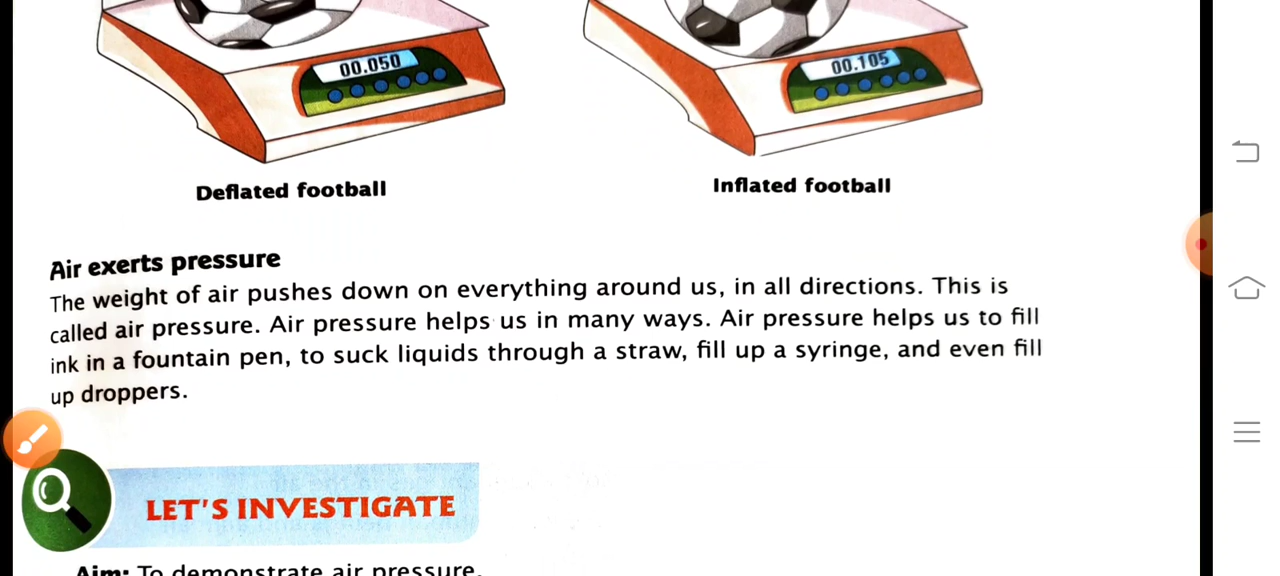 00.050
00.105
Deflated football
Inflated football
Air exerts pressure
The weight of air pushes down on everything around us, in all directions. This is
called air pressure. Air pressure helps us in many ways. Air pressure helps us to fill
ink in a fountain pen, to suck liquids through a straw, fill up a syringe, and even fill
up droppers.
LET'S INVESTIGATE
Aim: To demonstrate air pressure.